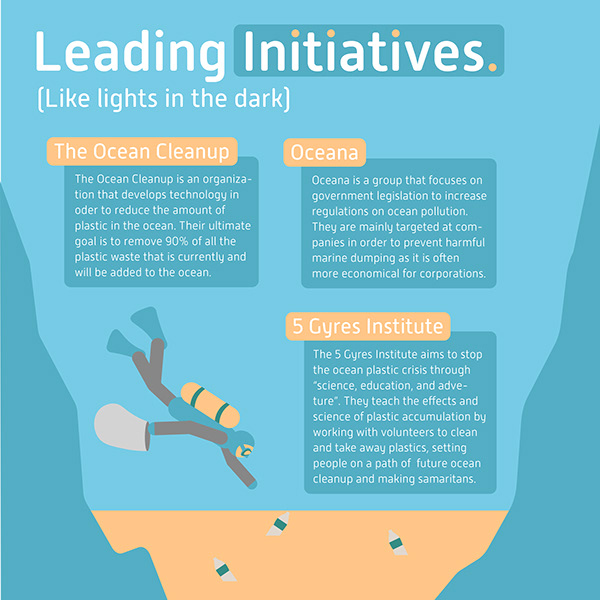 Leading Initiatives.
(Like lights in the dark)
The Ocean Cleanup
The Ocean Cleanup is an organiza-
tion that develops technology in
oder to reduce the amount of
plastic in the ocean. Their ultimate
goal is to remove 90% of all the
plastic waste that is currently and
will be added to the ocean.
Oceana
Oceana is a group that focuses on
government legislation to increase
regulations on ocean pollution.
They are mainly targeted at com-
panies in order to prevent harmful
marine dumping as it is often
more economical for corporations.
5 Gyres Institute
The 5 Gyres Institute aims to stop
the ocean plastic crisis through
“science, education, and adve-
ture”. They teach the effects and
science of plastic accumulation by
working with volunteers to clean
and take away plastics, setting
people on a path of future ocean
cleanup and making samaritans.